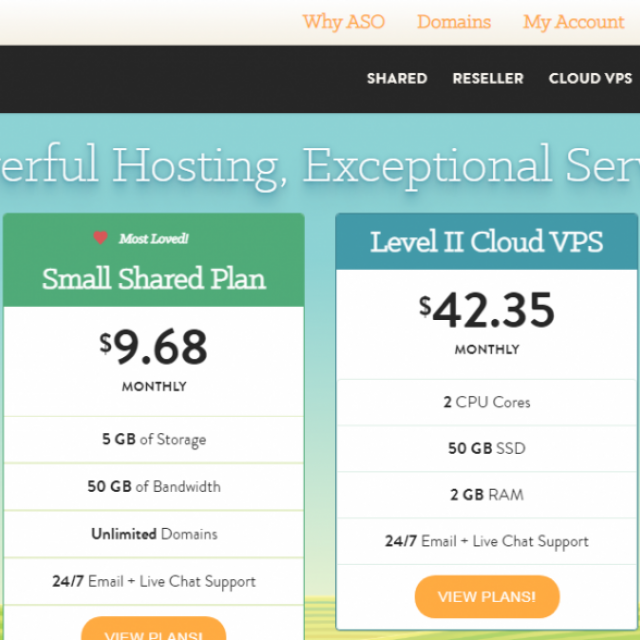 Why ASO Domains My Account
SHARED RESELLER CLOUD VPS
erful Hosting, Exceptional Ser
Most Loved!
Small Shared Plan
$9.68
MONTHLY
5 GB of Storage
50 GB of Bandwidth
Unlimited Domains
24/7 Email + Live Chat Support
VIEW PLANS!
Level II Cloud VPS
$42.35
MONTHLY
2 CPU Cores
50 GB SSD
2 GB RAM
24/7 Email + Live Chat Support
VIEW PLANS!